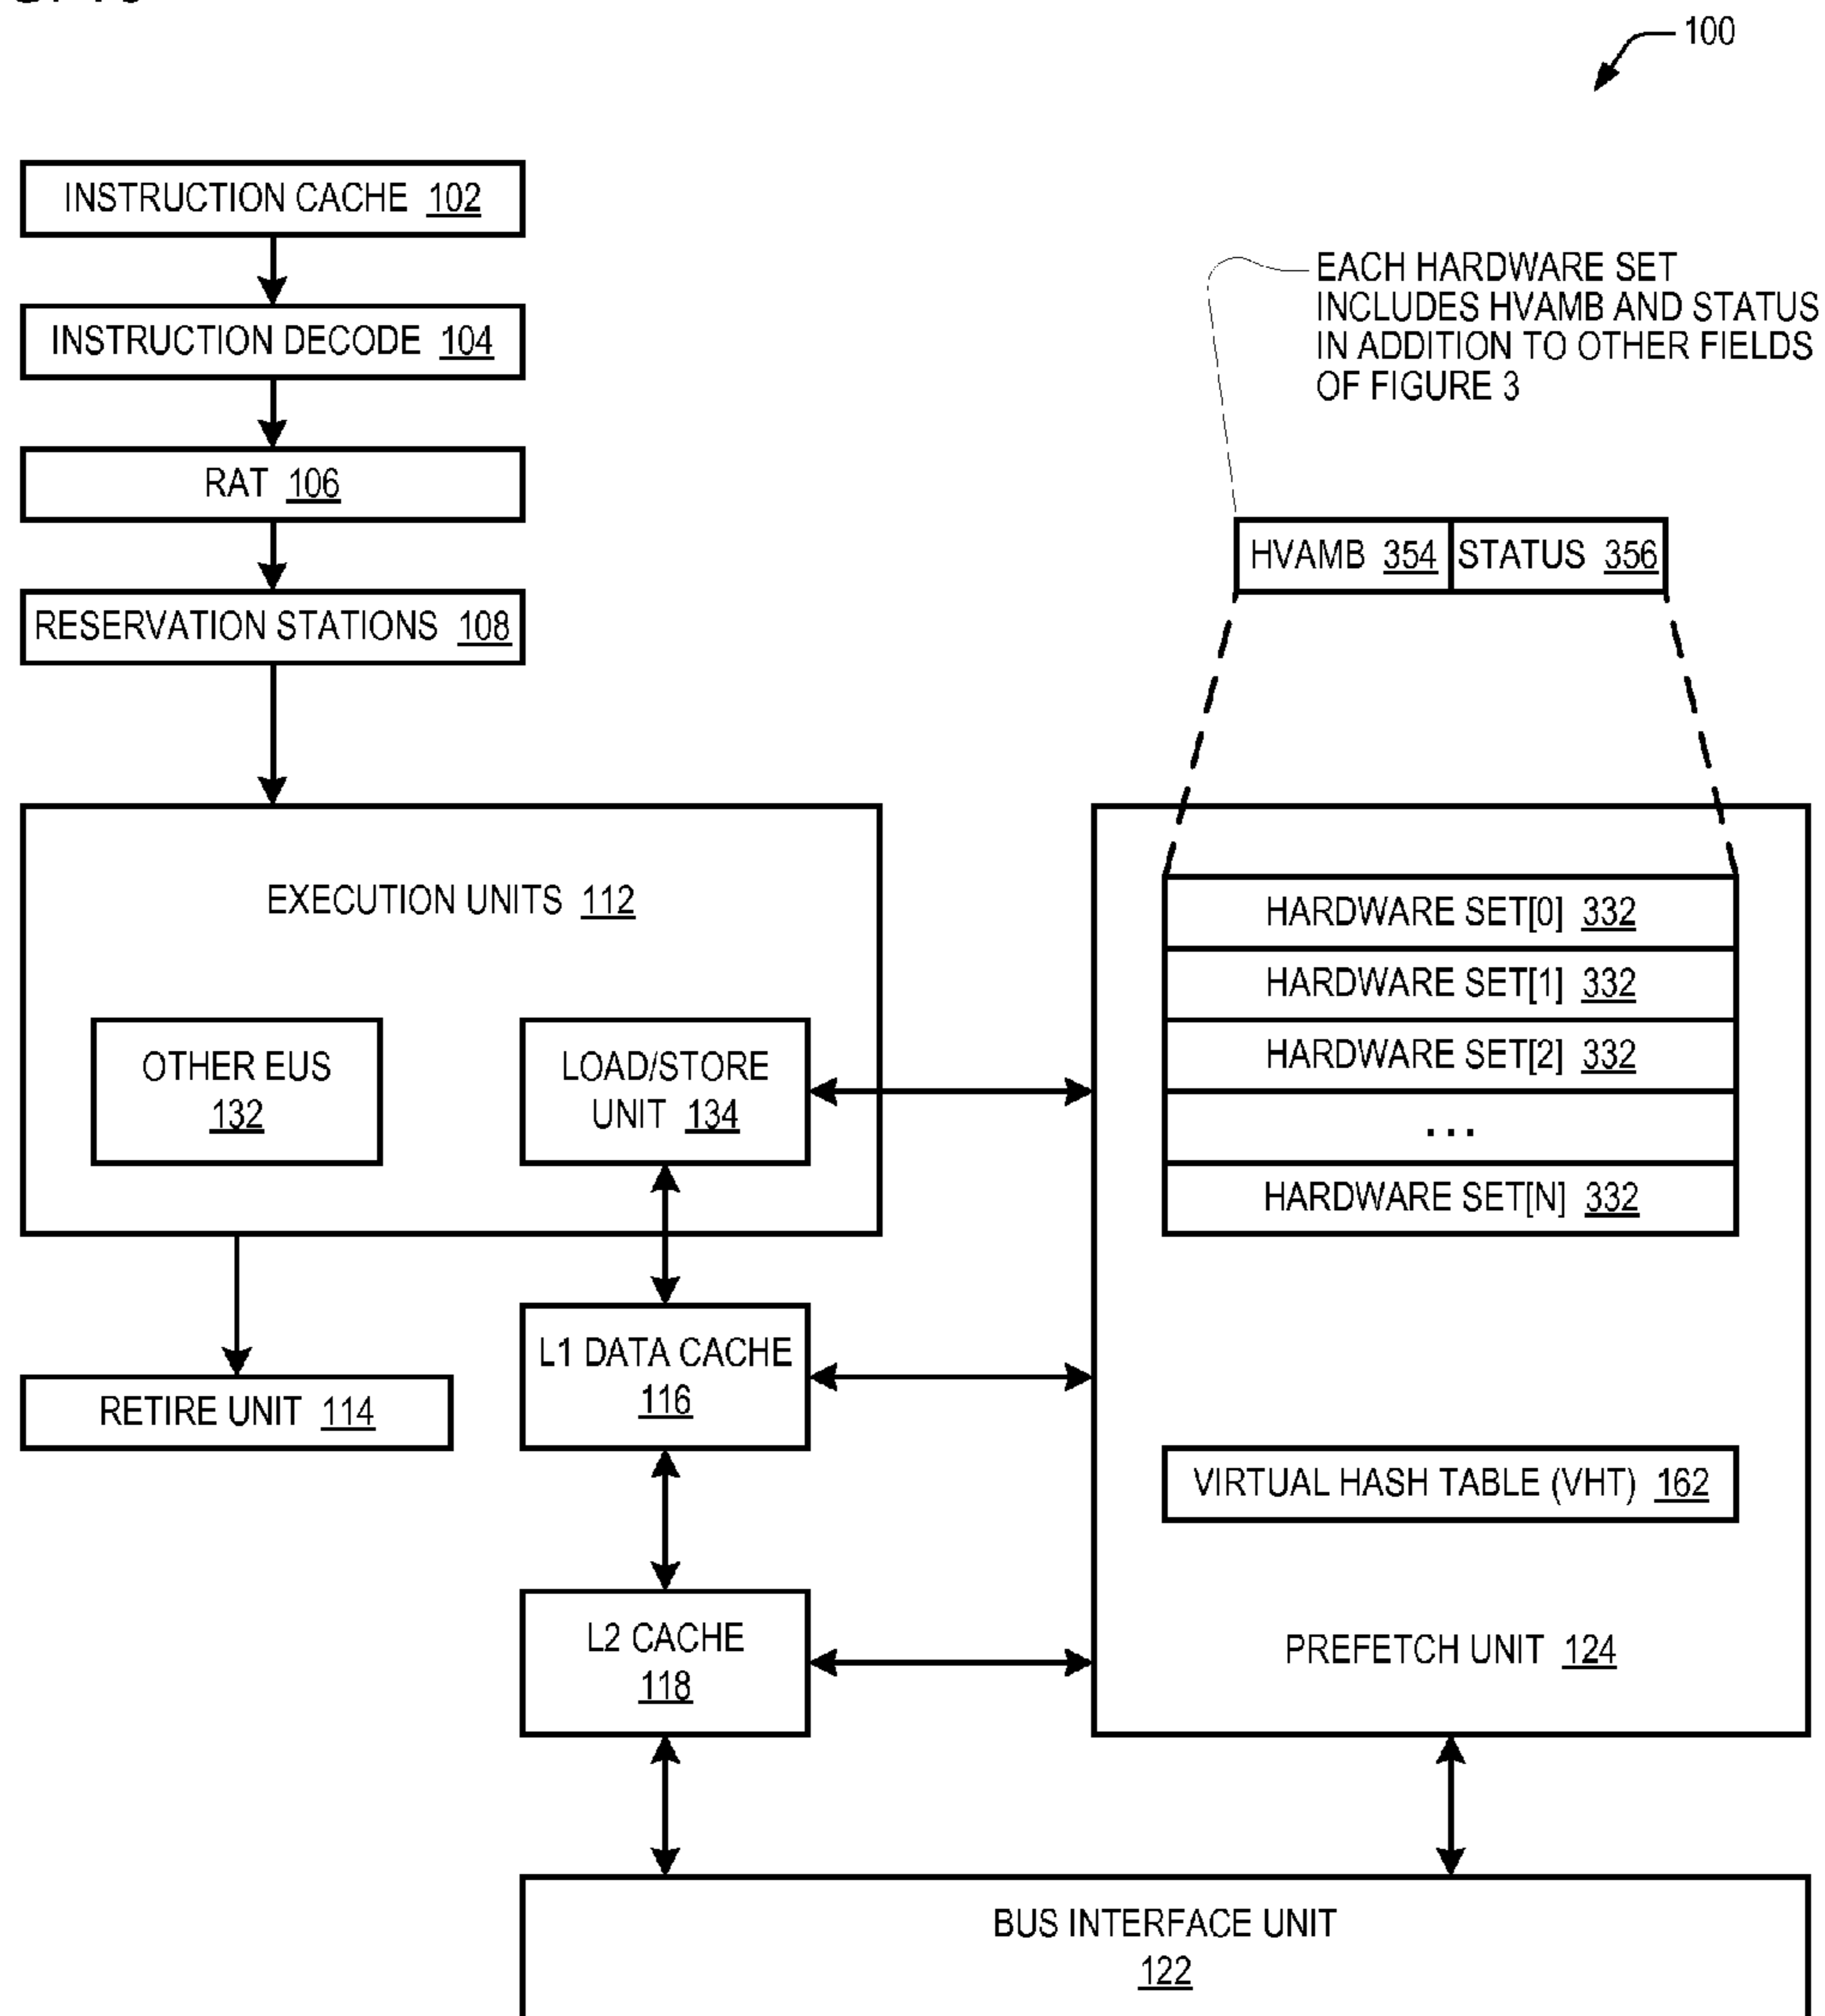 100
INSTRUCTION CACHE 102
INSTRUCTION DECODE 104
RAT 106
RESERVATION STATIONS 108
EACH HARDWARE SET
INCLUDES HVAMB AND STATUS
IN ADDITION TO OTHER FIELDS
OF FIGURE 3
HVAMB 354 STATUS 356
EXECUTION UNITS 112
OTHER EUS
132
LOAD/STORE
UNIT 134
HARDWARE SET[0] 332
HARDWARE SET[1] 332
HARDWARE SET[2] 332
...
HARDWARE SET[N] 332
L1 DATA CACHE
116
RETIRE UNIT 114
VIRTUAL HASH TABLE (VHT) 162
L2 CACHE
118
PREFETCH UNIT 124
BUS INTERFACE UNIT
122